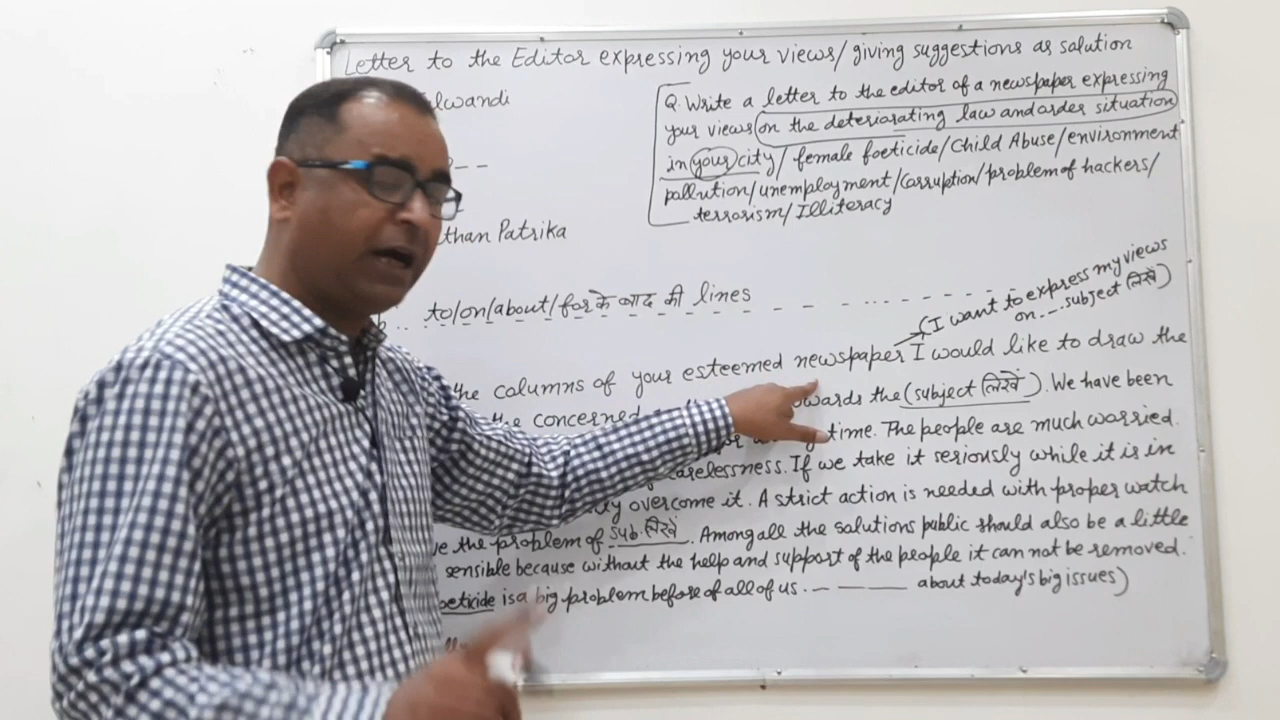 Letter to the Editor expressing your views/ giving suggestions as solution
lwandi
Q. Write a letter to the editor of a newspaper expressing
your views on the deteriorating law and order situation
in your city/ female foeticide/Child Abuse/environment
pollution/unemployment/corruption/problem of hackers/
terrorism/Illiteracy
than Patrika
to/on/about/for के बाद की lines
(I want to express my views
on ... subject लिखें)
the columns of your esteemed newspaper I would like to draw the
the concerned wards the (subject लिखें). We have been
time. The people are much worried.
carelessness. If we take it seriously while it is in
overcome it. A strict action is needed with proper watch
ve the problem of sub. लिखें. Among all the solutions public should also be a little
sensible because without the help and support of the people it can not be removed.
oeticide is a big problem before of all of us. — —— about today's big issues)